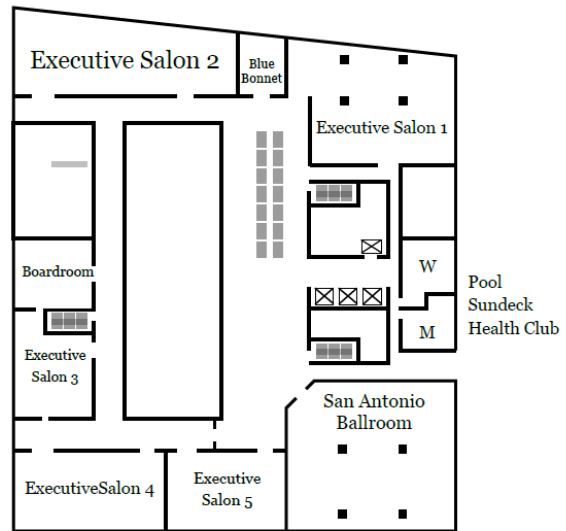 Executive Salon 2
Blue
Bonnet
Executive Salon 1
Boardroom
W
Pool
Sundeck
Health Club
M
Executive
Salon 3
San Antonio
Ballroom
ExecutiveSalon 4
Executive
Salon 5